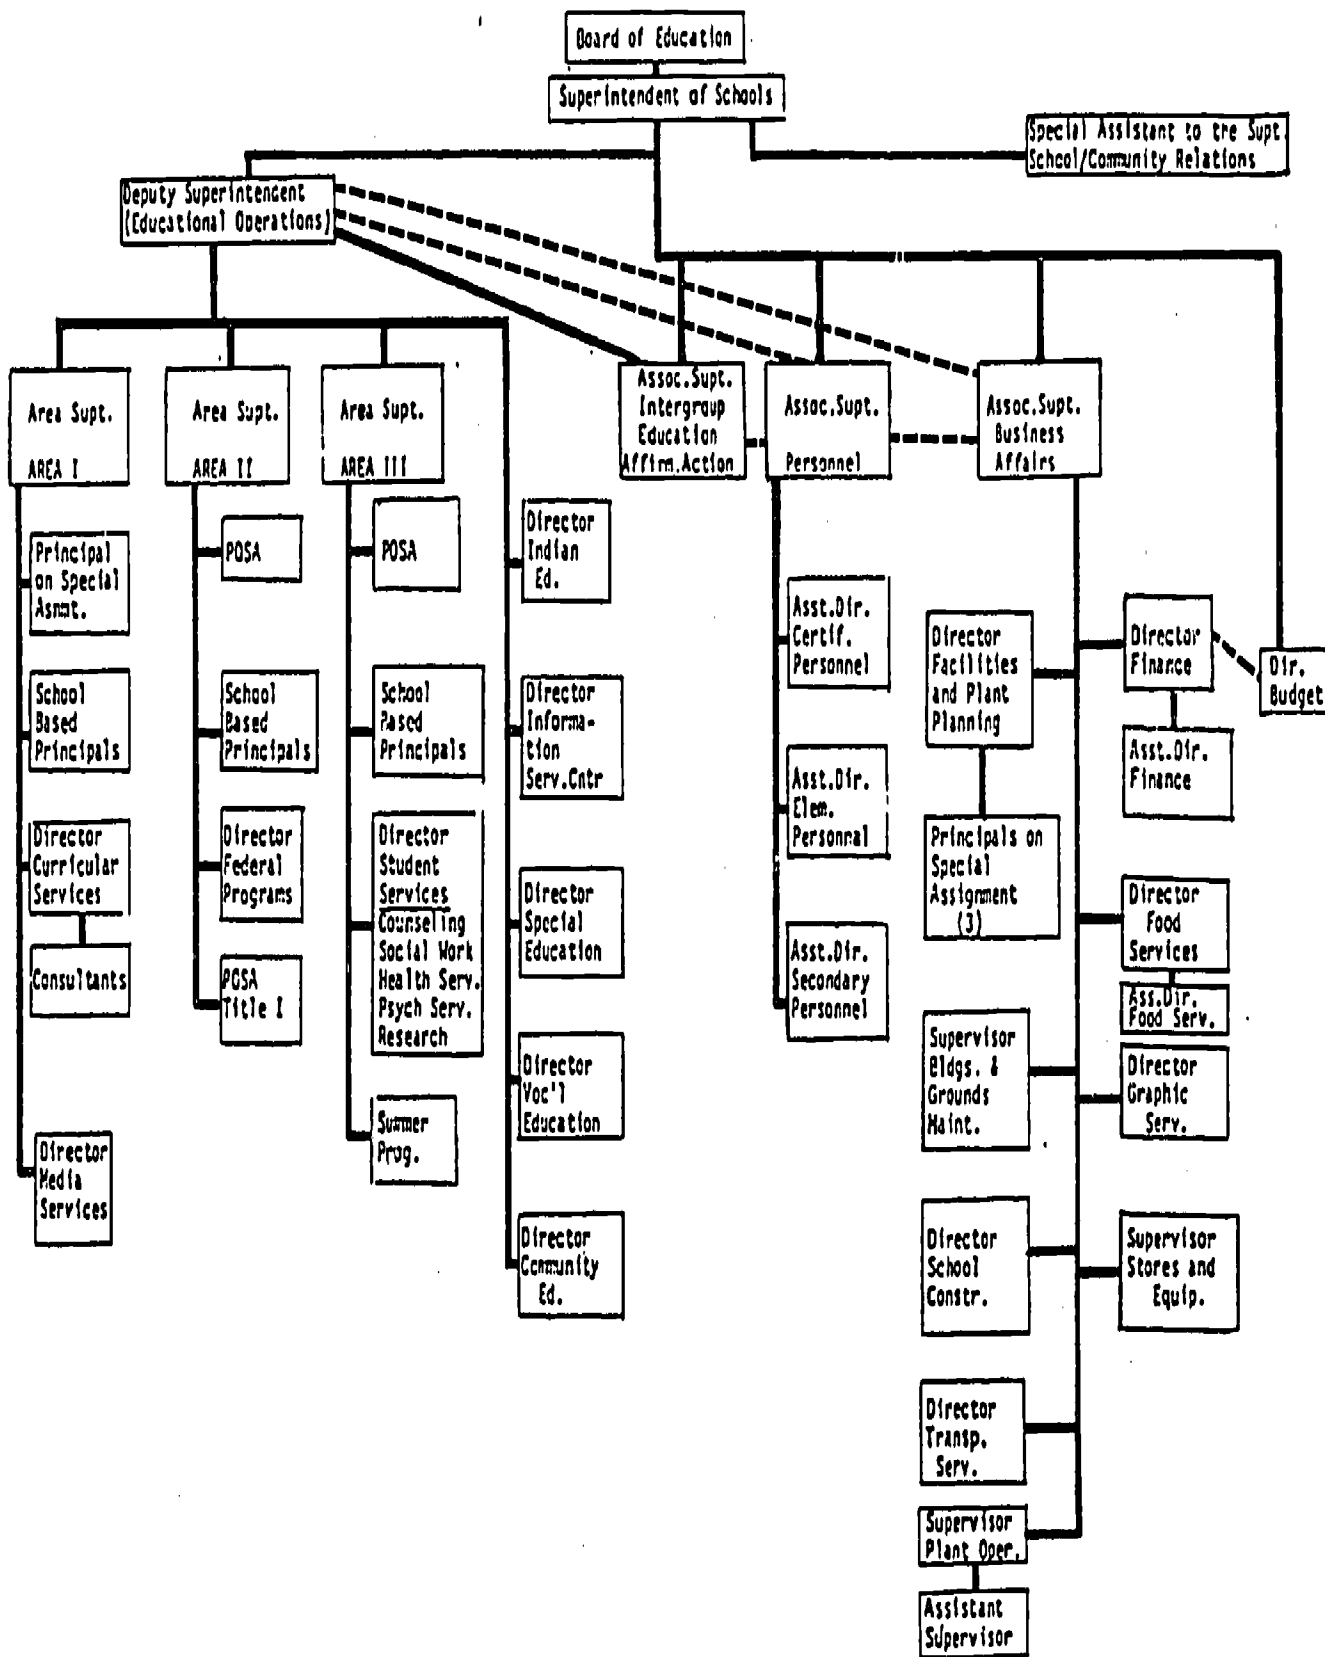 Board of Education
Superintendent of Schools
Special Assistant to the Supt.
School/Community Relations
Deputy Superintendent
(Educational Operations)
Area Supt.
AREA I
Area Supt.
AREA II
Area Supt.
AREA III
Assoc.Supt.
Intergroup
Education
Affirm.Action
Assoc.Supt.
Personnel
Assoc.Supt.
Business
Affairs
Principal
on Special
Asnmt.
School
Based
Principals
Director
Curricular
Services
Consultants
Director
Media
Services
POSA
School
Based
Principals
Director
Federal
Programs
POSA
Title I
POSA
School
Based
Principals
Director
Student
Services
Counseling
Social Work
Health Serv.
Psych Serv.
Research
Summer
Prog.
Director
Indian
Ed.
Director
Informa-
tion
Serv.Cntr
Director
Special
Education
Director
Voc'l
Education
Director
Community
Ed.
Asst.Dir.
Certif.
Personnel
Asst.Dir.
Elem.
Personnal
Asst.Dir.
Secondary
Personnel
Director
Facilities
and Plant
Planning
Principals on
Special
Assignment
(3)
Supervisor
Bldgs. &
Grounds
Maint.
Director
School
Constr.
Director
Transp.
Serv.
Supervisor
Plant Oper.
Assistant
Supervisor
Director
Finance
Asst.Dir.
Finance
Director
Food
Services
Ass.Dir.
Food Serv.
Director
Graphic
Serv.
Supervisor
Stores and
Equip.
Dir.
Budget